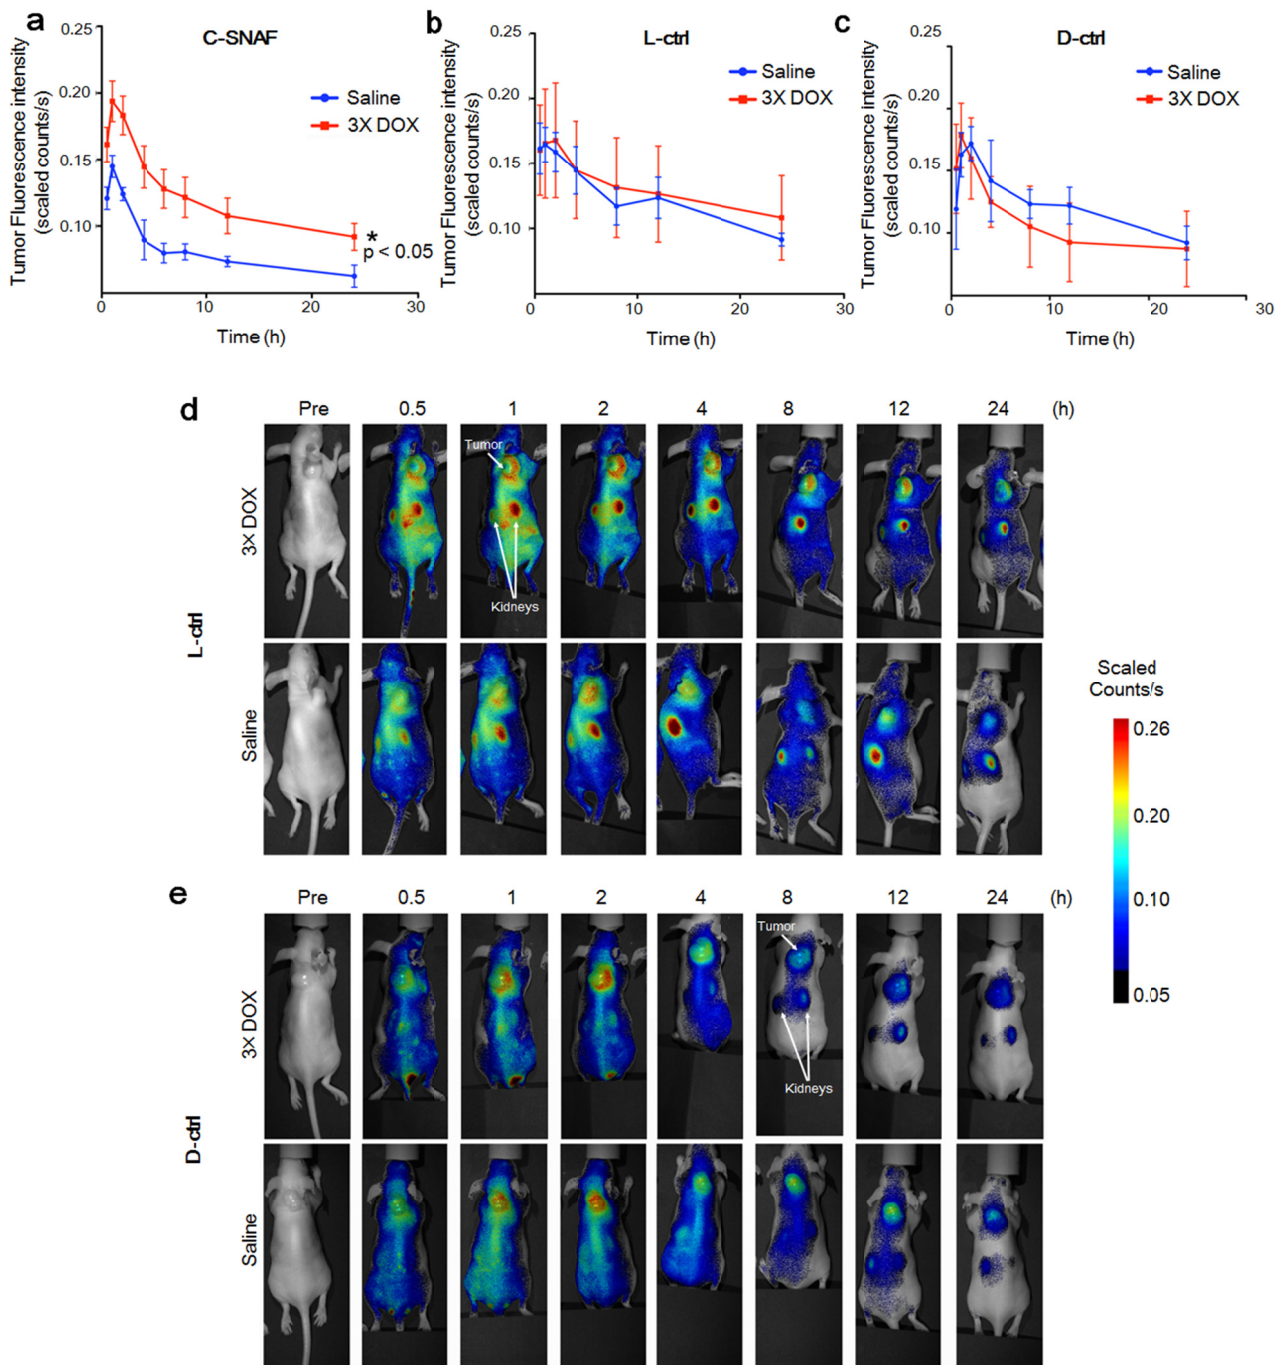 a
C-SNAF
Tumor Fluorescence intensity
(scaled counts/s)
0.25
0.20
0.15
0.10
Saline
3X DOX
*
p < 0.05
0
10
20
30
Time (h)
b
L-ctrl
Tumor Fluorescence intensity
(scaled counts/s)
0.25
0.20
0.15
0.10
Saline
3X DOX
0
10
20
30
Time (h)
c
D-ctrl
Tumor Fluorescence intensity
(scaled counts/s)
0.25
0.20
0.15
0.10
Saline
3X DOX
0
10
20
30
Time (h)
d
Pre 0.5 1 2 4 8 12 24 (h)
L-ctrl
3X DOX
Tumor
Kidneys
Saline
Scaled
Counts/s
0.26
0.20
0.10
0.05
e
Pre 0.5 1 2 4 8 12 24 (h)
D-ctrl
3X DOX
Tumor
Kidneys
Saline